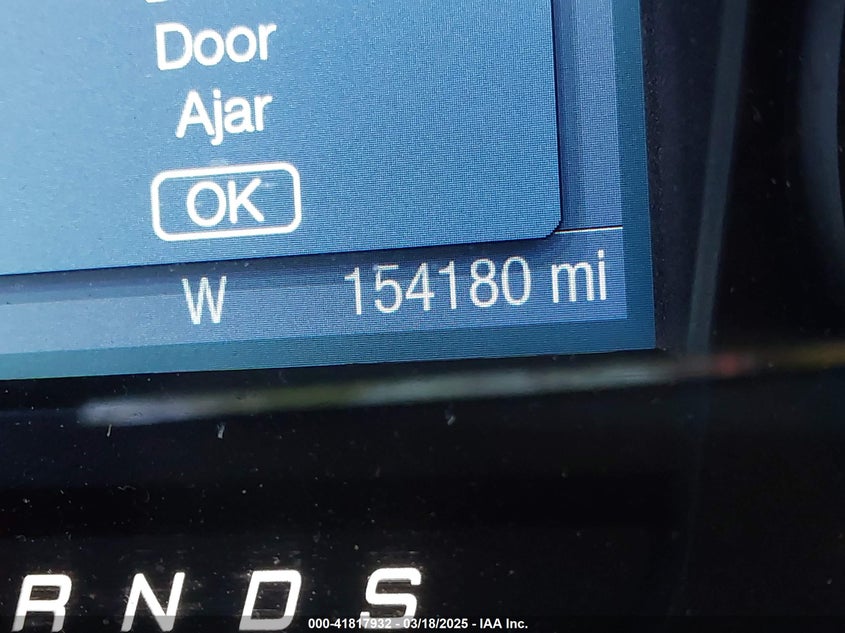 Door
Ajar
OK
W 154180 mi
R N D S
000-41817932 - 03/18/2025 - IAA Inc.